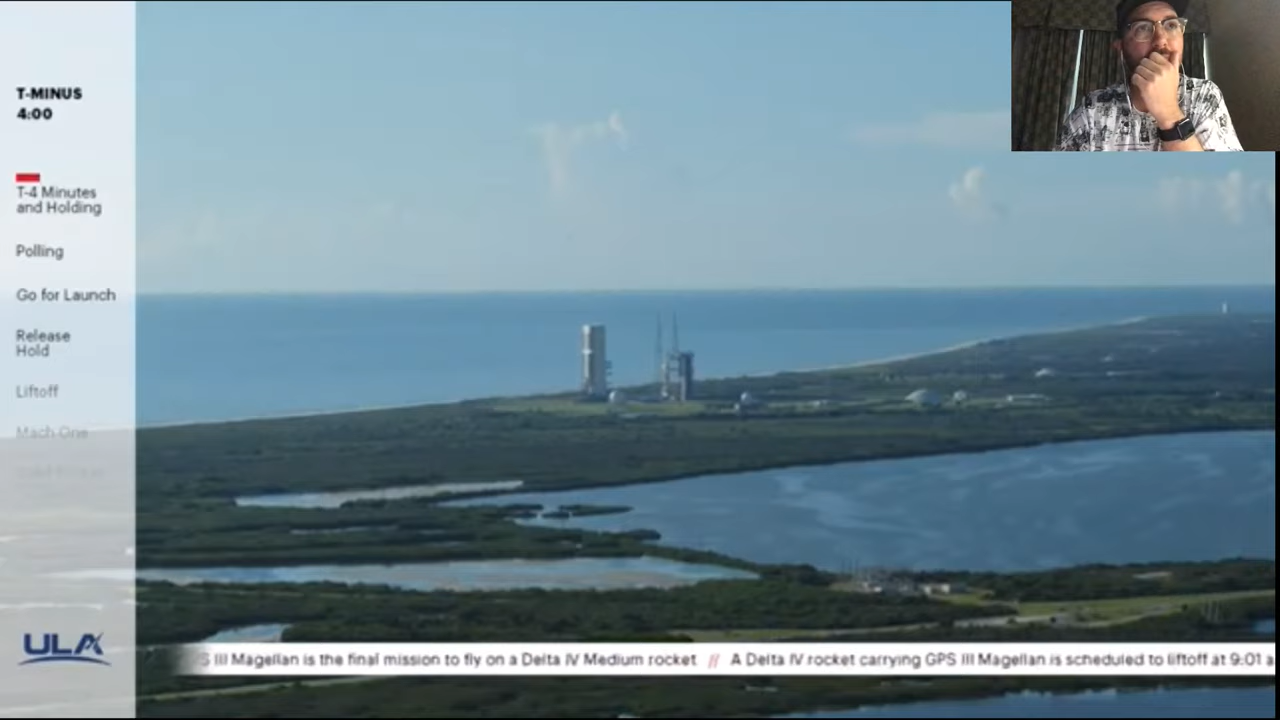 T-MINUS
4:00
T-4 Minutes
and Holding
Polling
Go for Launch
Release
Hold
Liftoff
Mach One
ULA
III Magellan is the final mission to fly on a Delta IV Medium rocket // A Delta IV rocket carrying GPS III Magellan is scheduled to liftoff at 9:01 a